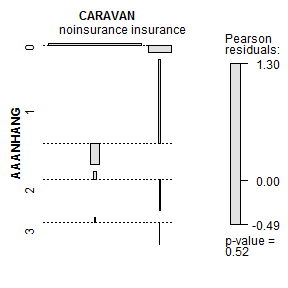 CARAVAN
noinsurance insurance
AAANHANG
0
1
2
3
Pearson
residuals:
1.30
0.00
-0.49
p-value =
0.52